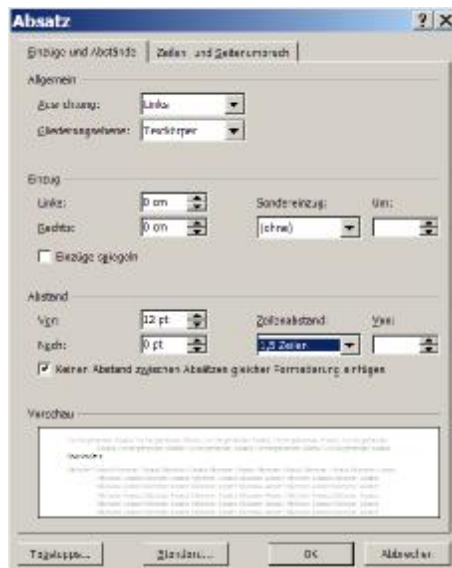 Absatz
Einzüge und Abstände Zeilen- und Seitenumbruch
Allgemein
Ausrichtung: Links
Gliederungsebene: Textkörper
Einzug
Links: 0 cm Sondereinzug: Um:
Rechts: 0 cm (ohne)
Einzüge spiegeln
Abstand
Vor: 12 pt Zeilenabstand: Von:
Nach: 0 pt 1,5 Zeilen
Keinen Abstand zwischen Absätzen gleicher Formatierung einfügen
Vorschau
Tabstopps... Standard... OK Abbrechen